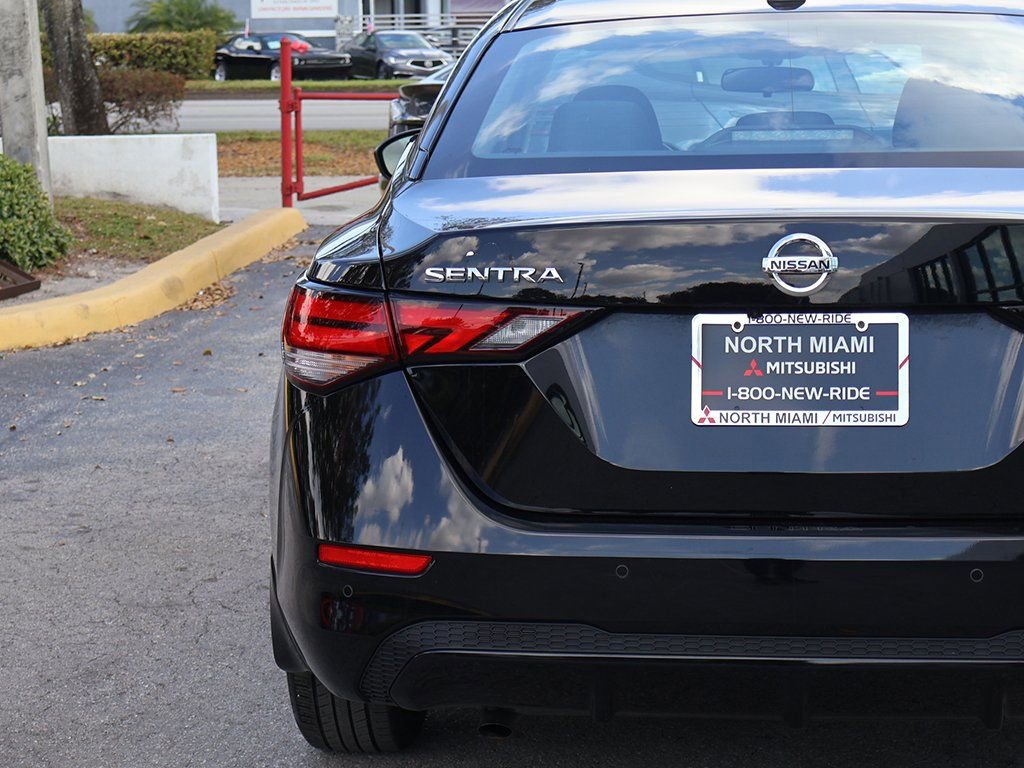 SENTRA
NISSAN
1-800-NEW-RIDE
NORTH MIAMI
MITSUBISHI
1-800-NEW-RIDE
NORTH MIAMI / MITSUBISHI